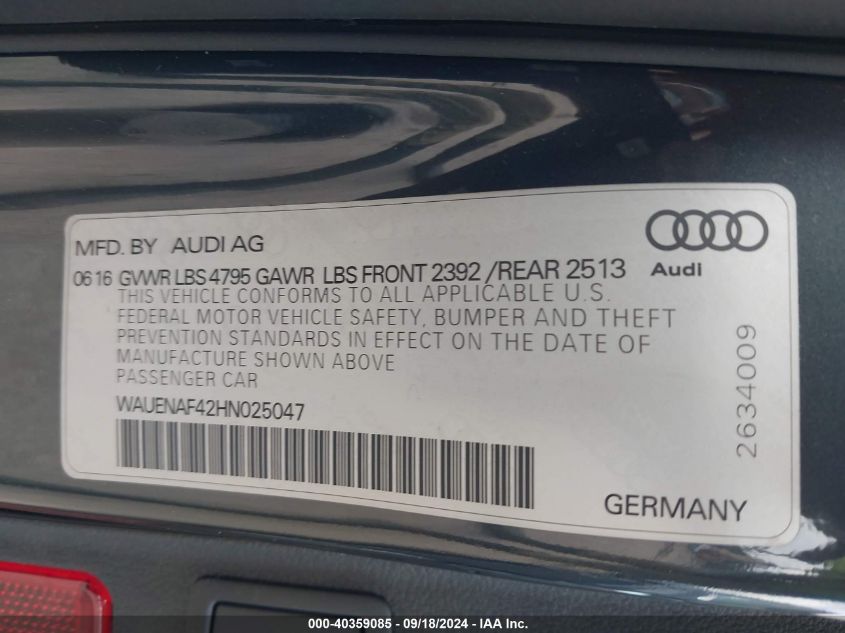 MFD. BY AUDI AG
06 16 GVWR LBS 4795 GAWR LBS FRONT 2392 /REAR 2513
Audi
THIS VEHICLE CONFORMS TO ALL APPLICABLE U.S.
FEDERAL MOTOR VEHICLE SAFETY, BUMPER AND THEFT
PREVENTION STANDARDS IN EFFECT ON THE DATE OF
MANUFACTURE SHOWN ABOVE
PASSENGER CAR
WAUENAF42HN025047
2634009
GERMANY
000-40359085 - 09/18/2024 - IAA Inc.